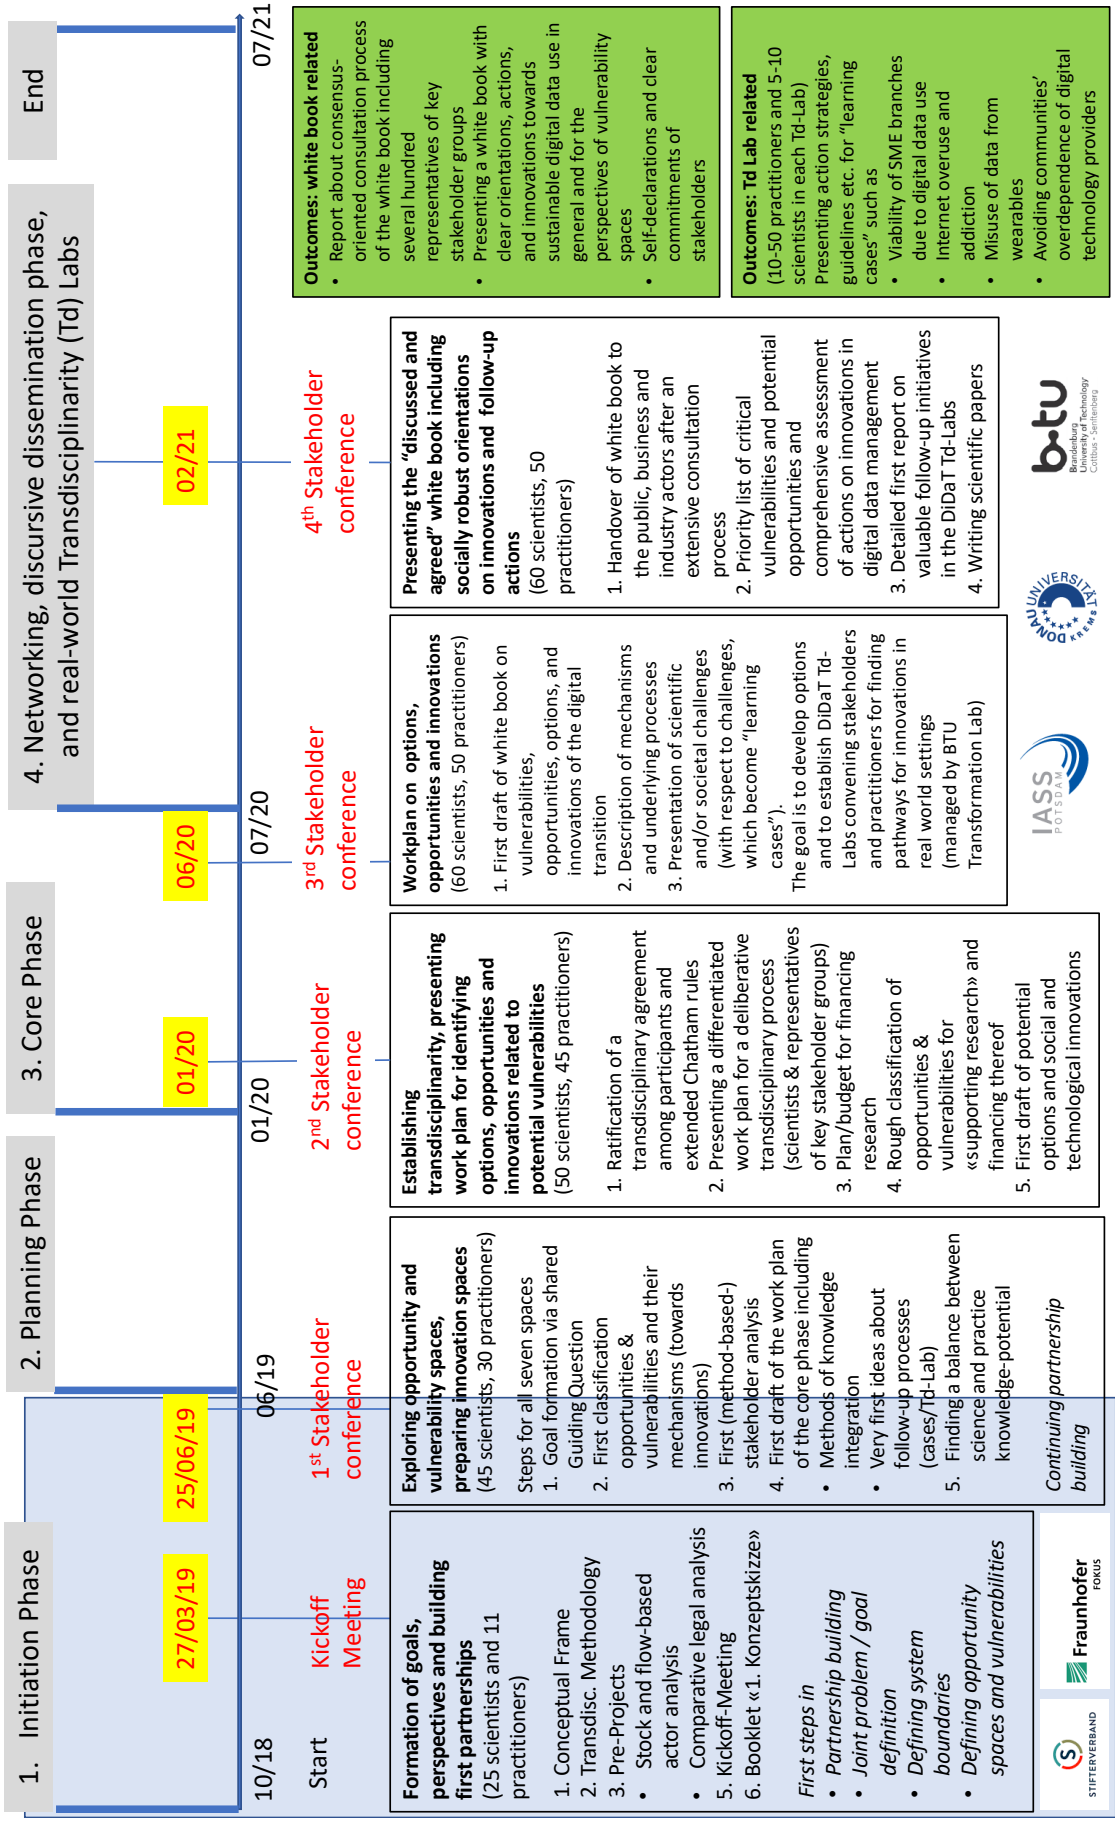 1. Initiation Phase
2. Planning Phase
3. Core Phase
4. Networking, discursive dissemination phase,
and real-world Transdisciplinarity (Td) Labs
End
27/03/19
25/06/19
01/20
06/20
02/21
10/18
06/19
01/20
07/20
07/21
Start
Kickoff
Meeting
1st Stakeholder
conference
2nd Stakeholder
conference
3rd Stakeholder
conference
4th Stakeholder
conference
Formation of goals,
perspectives and building
first partnerships
(25 scientists and 11
practitioners)
1. Conceptual Frame
2. Transdisc. Methodology
3. Pre-Projects
• Stock and flow-based
actor analysis
• Comparative legal analysis
5. Kickoff-Meeting
6. Booklet «1. Konzeptskizze»
First steps in
• Partnership building
• Joint problem / goal
definition
• Defining system
boundaries
• Defining opportunity
spaces and vulnerabilities
Exploring opportunity and
vulnerability spaces,
preparing innovation spaces
(45 scientists, 30 practitioners)
Steps for all seven spaces
1. Goal formation via shared
Guiding Question
2. First classification
opportunities &
vulnerabilities and their
mechanisms (towards
innovations)
3. First (method-based-)
stakeholder analysis
4. First draft of the work plan
of the core phase including
• Methods of knowledge
integration
• Very first ideas about
follow-up processes
(cases/Td-Lab)
5. Finding a balance between
science and practice
knowledge-potential
Continuing partnership
building
Establishing
transdisciplinarity, presenting
work plan for identifying
options, opportunities and
innovations related to
potential vulnerabilities
(50 scientists, 45 practitioners)
1. Ratification of a
transdisciplinary agreement
among participants and
extended Chatham rules
2. Presenting a differentiated
work plan for a deliberative
transdisciplinary process
(scientists & representatives
of key stakeholder groups)
3. Plan/budget for financing
research
4. Rough classification of
opportunities &
vulnerabilities for
«supporting research» and
financing thereof
5. First draft of potential
options and social and
technological innovations
Workplan on options,
opportunities and innovations
(60 scientists, 50 practitioners)
1. First draft of white book on
vulnerabilities,
opportunities, options, and
innovations of the digital
transition
2. Description of mechanisms
and underlying processes
3. Presentation of scientific
and/or societal challenges
(with respect to challenges,
which become “learning
cases”).
The goal is to develop options
and to establish DiDaT Td-
Labs convening stakeholders
and practitioners for finding
pathways for innovations in
real world settings
(managed by BTU
Transformation Lab)
Presenting the “discussed and
agreed” white book including
socially robust orientations
on innovations and follow-up
actions
(60 scientists, 50
practitioners)
1. Handover of white book to
the public, business and
industry actors after an
extensive consultation
process
2. Priority list of critical
vulnerabilities and potential
opportunities and
comprehensive assessment
of actions on innovations in
digital data management
3. Detailed first report on
valuable follow-up initiatives
in the DiDaT Td-Labs
4. Writing scientific papers
Outcomes: white book related
• Report about consensus-
oriented consultation process
of the white book including
several hundred
representatives of key
stakeholder groups
• Presenting a white book with
clear orientations, actions,
and innovations towards
sustainable digital data use in
general and for the
perspectives of vulnerability
spaces
• Self-declarations and clear
commitments of
stakeholders
Outcomes: Td Lab related
(10-50 practitioners and 5-10
scientists in each Td-Lab)
Presenting action strategies,
guidelines etc. for “learning
cases” such as
• Viability of SME branches
due to digital data use
• Internet overuse and
addiction
• Misuse of data from
wearables
• Avoiding communities’
overdependence of digital
technology providers
S
STIFTERVERBAND
Fraunhofer
FOKUS
IASS
POTSDAM
DONAU UNIVERSITÄT
KREMS
b-tu
Brandenburg
University of Technology
Cottbus - Senftenberg